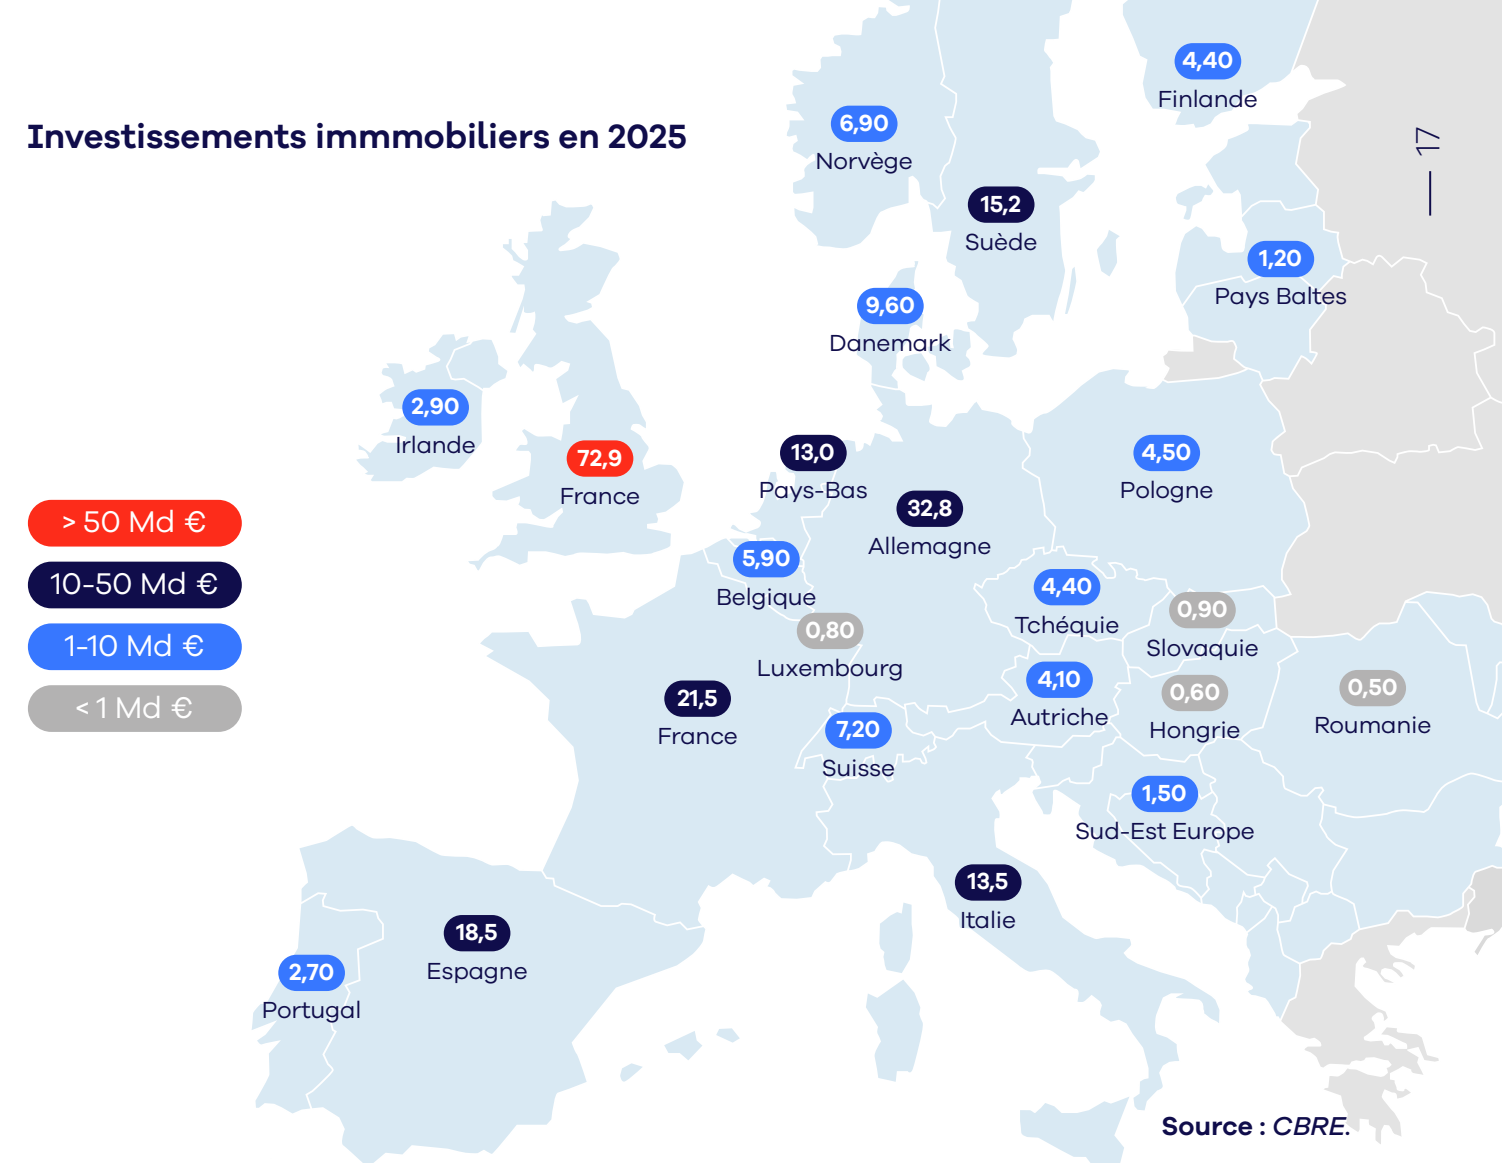 Investissements immmobiliers en 2025
17
4,40
Finlande
6,90
Norvège
15,2
Suède
1,20
Pays Baltes
9,60
Danemark
2,90
Irlande
72,9
France
13,0
Pays-Bas
4,50
Pologne
32,8
Allemagne
> 50 Md €
10-50 Md €
1-10 Md €
< 1 Md €
5,90
Belgique
4,40
Tchéquie
0,90
Slovaquie
0,80
Luxembourg
21,5
France
4,10
Autriche
0,60
Hongrie
0,50
Roumanie
7,20
Suisse
1,50
Sud-Est Europe
13,5
Italie
18,5
Espagne
2,70
Portugal
Source : CBRE.